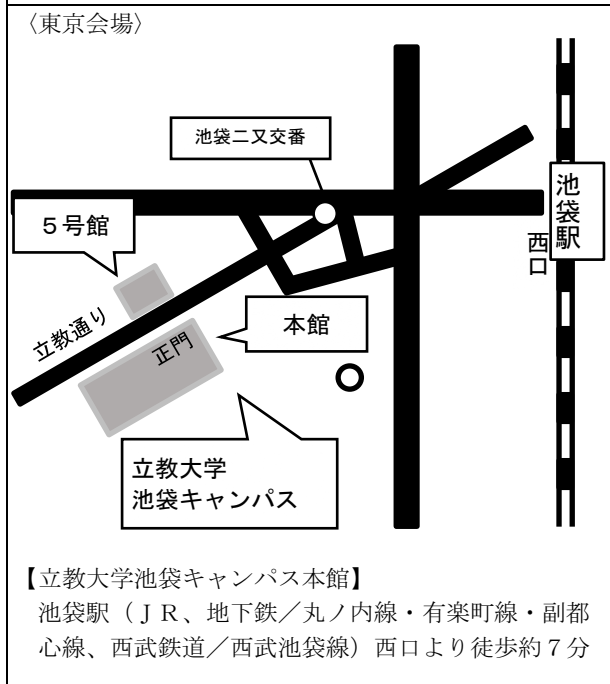 〈東京会場〉
池袋二又交番
５号館
池袋駅
西口
立教通り
正門
本館
立教大学
池袋キャンパス
【立教大学池袋キャンパス本館】
池袋駅（ＪＲ、地下鉄／丸ノ内線・有楽町線・副都
心線、西武鉄道／西武池袋線）西口より徒歩約７分